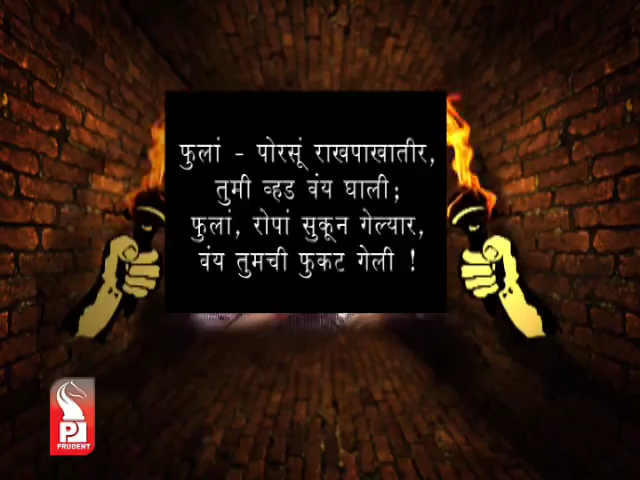 फुलां - पोरसूं राखपाखातीर,
तुमी व्हड वंय घाली;
फुलां, रोपां सुकून गेल्यार,
वंय तुमची फुकट गेली !
PRUDENT